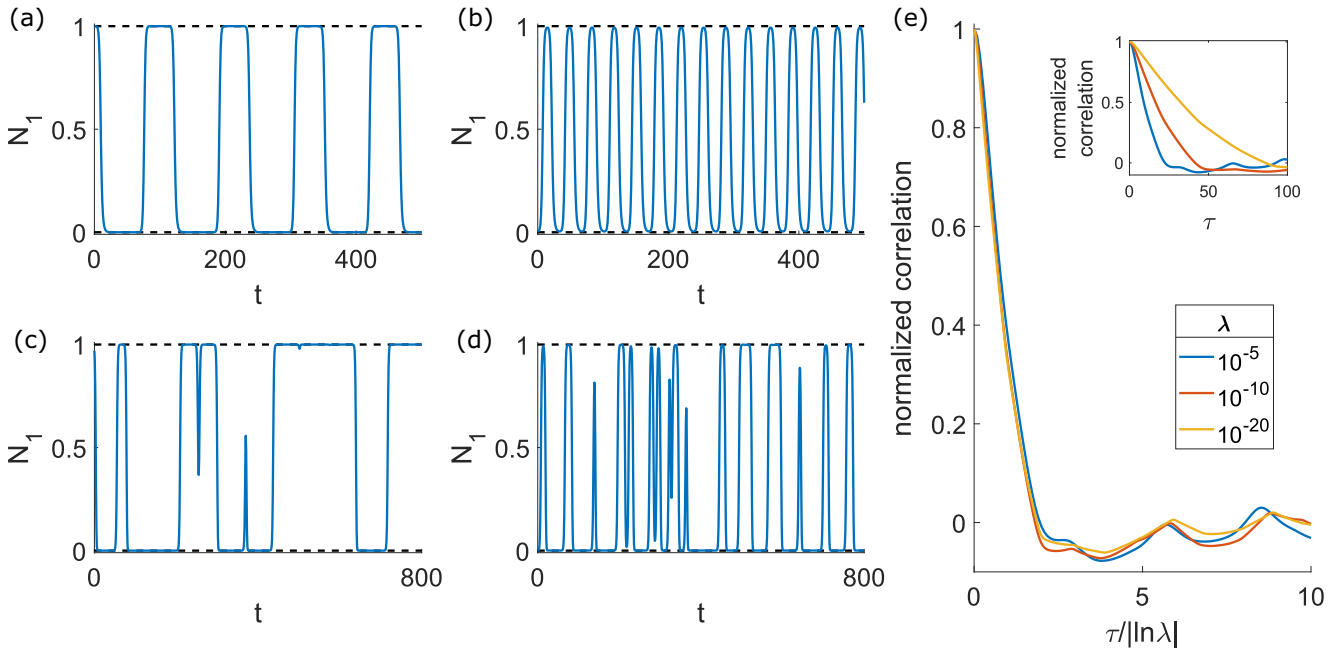 (a)
1
0.5
0
N₁
0
200
400
t
(b)
1
0.5
0
N₁
0
200
400
t
(c)
1
0.5
0
N₁
0
800
t
(d)
1
0.5
0
N₁
0
800
t
(e)
1
0.8
0.6
0.4
0.2
0
normalized correlation
0
5
10
τ/|ln λ|
1
0.5
0
normalized
correlation
0
50
100
τ
λ
10⁻⁵
10⁻¹⁰
10⁻²⁰